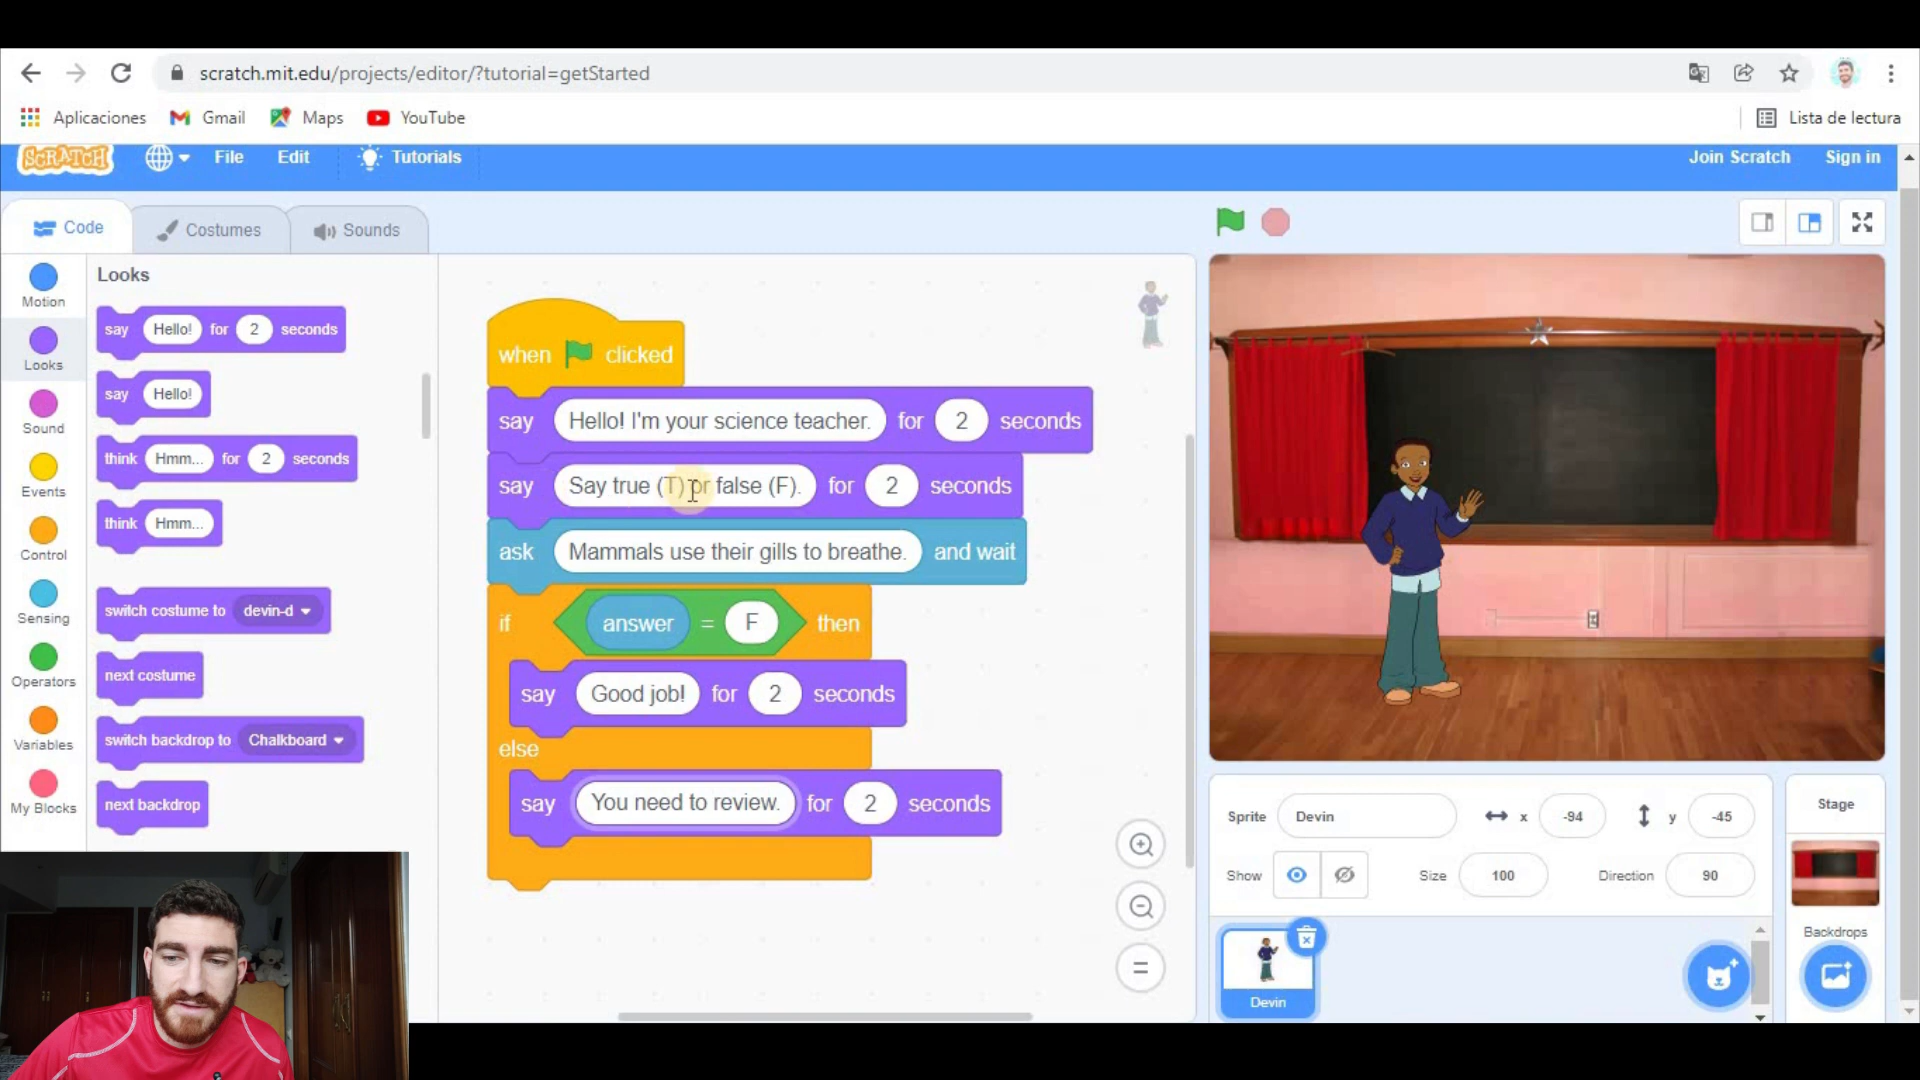 scratch.mit.edu/projects/editor/?tutorial=getStarted
Aplicaciones Gmail Maps YouTube Lista de lectura
SCRATCH File Edit Tutorials Join Scratch Sign in
Code Costumes Sounds
Motion
Looks
Sound
Events
Control
Sensing
Operators
Variables
My Blocks
Looks
say Hello! for 2 seconds
say Hello!
think Hmm... for 2 seconds
think Hmm...
switch costume to devin-d
next costume
switch backdrop to Chalkboard
next backdrop
when clicked
say Hello! I'm your science teacher. for 2 seconds
say Say true (T) or false (F). for 2 seconds
ask Mammals use their gills to breathe. and wait
if answer = F then
say Good job! for 2 seconds
else
say You need to review. for 2 seconds
Sprite Devin x -94 y -45
Show Size 100 Direction 90
Devin
Stage
Backdrops